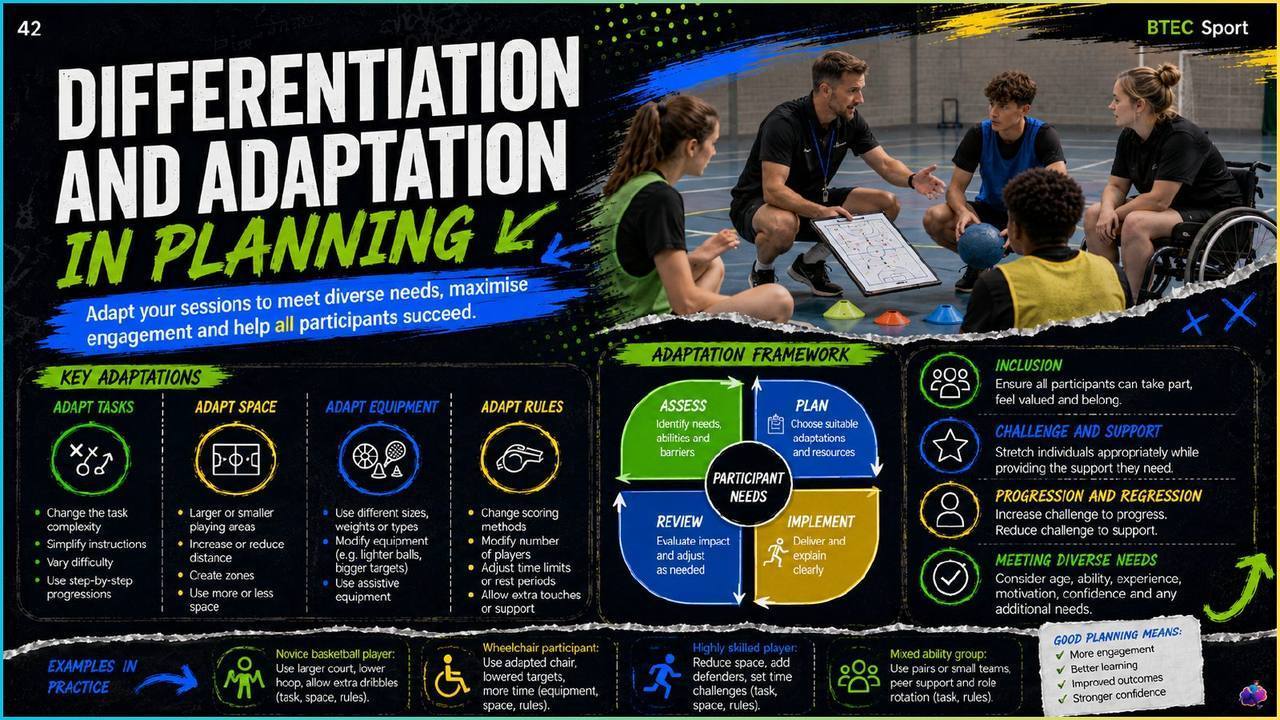 42
BTEC Sport
DIFFERENTIATION
AND ADAPTATION
IN PLANNING
Adapt your sessions to meet diverse needs, maximise
engagement and help all participants succeed.
KEY ADAPTATIONS
ADAPT TASKS
Change the task
complexity
Simplify instructions
Vary difficulty
Use step-by-step
progressions
ADAPT SPACE
Larger or smaller
playing areas
Increase or reduce
distance
Create zones
Use more or less
space
ADAPT EQUIPMENT
Use different sizes,
weights or types
Modify equipment
(e.g. lighter balls,
bigger targets)
Use assistive
equipment
ADAPT RULES
Change scoring
methods
Modify number
of players
Adjust time limits
or rest periods
Allow extra touches
or support
ADAPTATION FRAMEWORK
ASSESS
Identify needs,
abilities and
barriers
PLAN
Choose suitable
adaptations
and resources
PARTICIPANT
NEEDS
REVIEW
Evaluate impact
and adjust
as needed
IMPLEMENT
Deliver and
explain
clearly
INCLUSION
Ensure all participants can take part,
feel valued and belong.
CHALLENGE AND SUPPORT
Stretch individuals appropriately while
providing the support they need.
PROGRESSION AND REGRESSION
Increase challenge to progress.
Reduce challenge to support.
MEETING DIVERSE NEEDS
Consider age, ability, experience,
motivation, confidence and any
additional needs.
EXAMPLES IN
PRACTICE
Novice basketball player:
Use larger court, lower
hoop, allow extra dribbles
(task, space, rules).
Wheelchair participant:
Use adapted chair,
lowered targets,
more time (equipment,
space, rules).
Highly skilled player:
Reduce space, add
defenders, set time
challenges (task,
space, rules).
Mixed ability group:
Use pairs or small teams,
peer support and role
rotation (task, rules).
GOOD PLANNING MEANS:
More engagement
Better learning
Improved outcomes
Stronger confidence